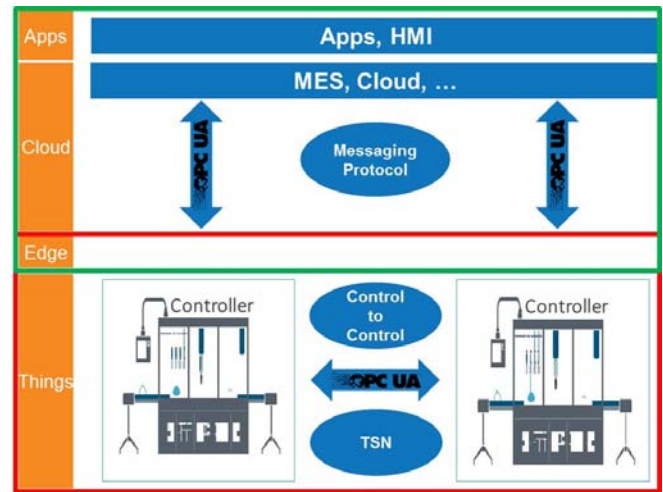 Apps
Apps, HMI
MES, Cloud, ...
Cloud
OPC UA
Messaging
Protocol
OPC UA
Edge
Things
Controller
Control
to
Control
OPC UA
TSN
Controller